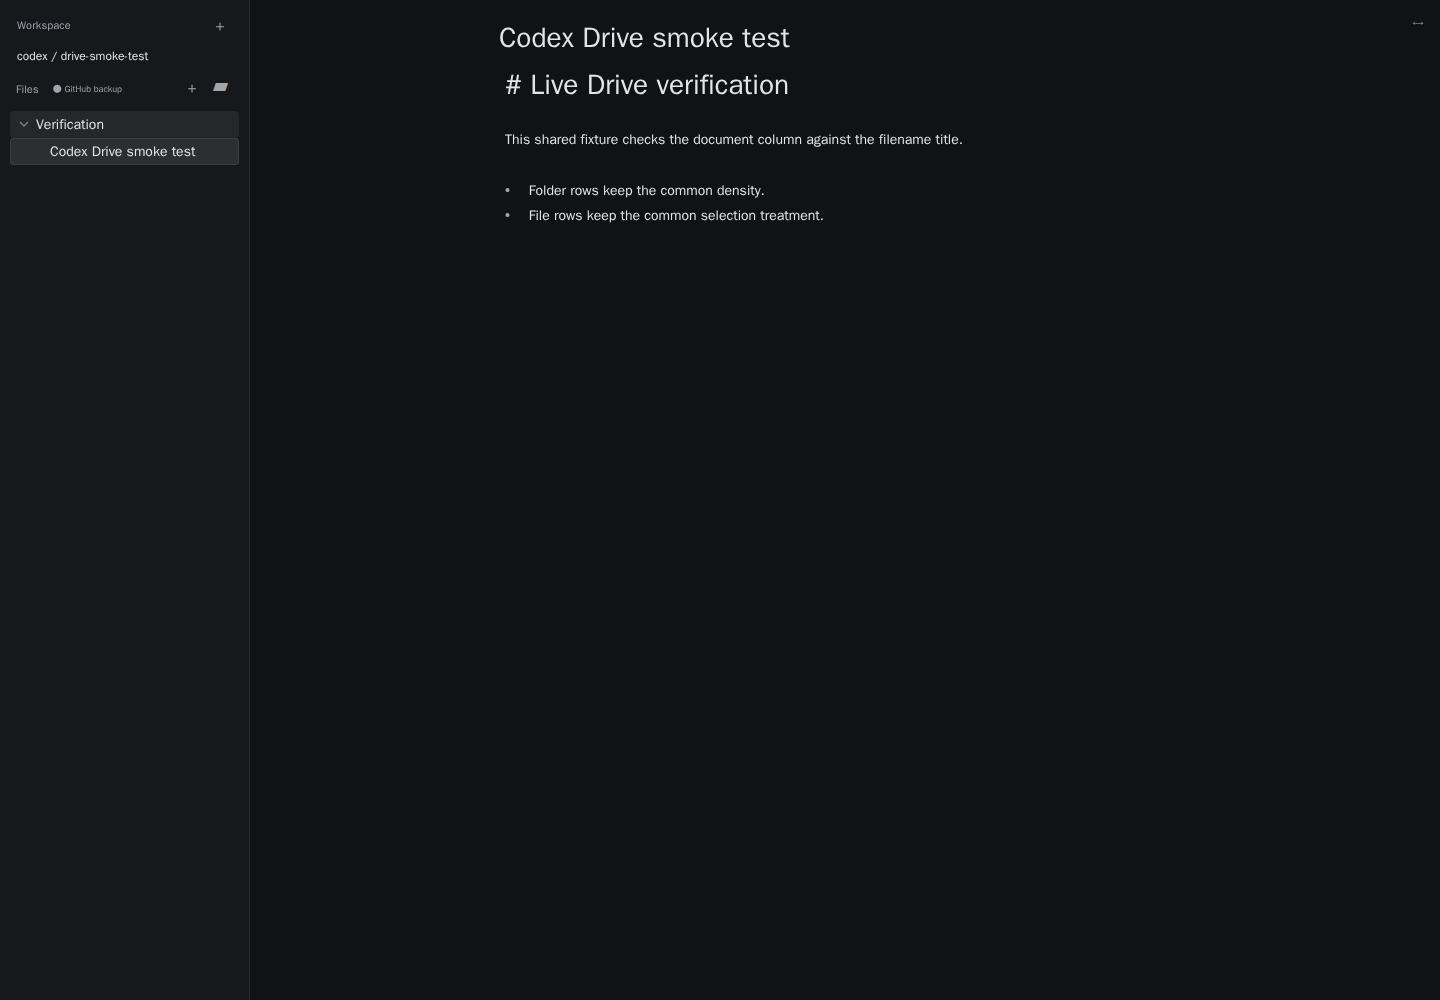 Workspace
+
codex / drive-smoke-test
Files
GitHub backup
+
Verification
Codex Drive smoke test
Codex Drive smoke test
# Live Drive verification
This shared fixture checks the document column against the filename title.
• Folder rows keep the common density.
• File rows keep the common selection treatment.